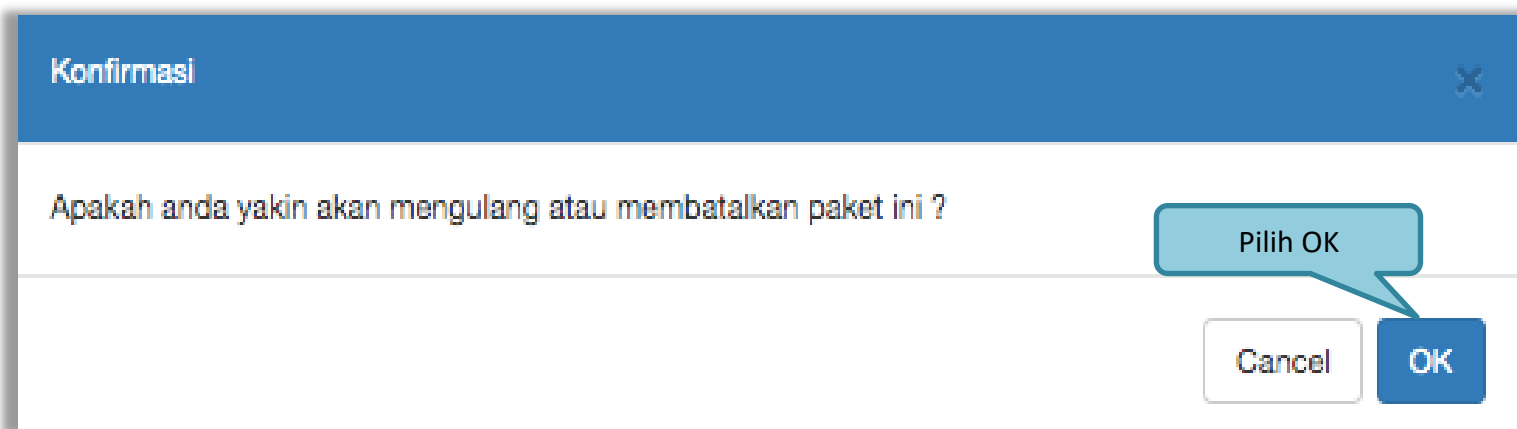 Konfirmasi
×
Apakah anda yakin akan mengulang atau membatalkan paket ini ?
Pilih OK
Cancel
OK